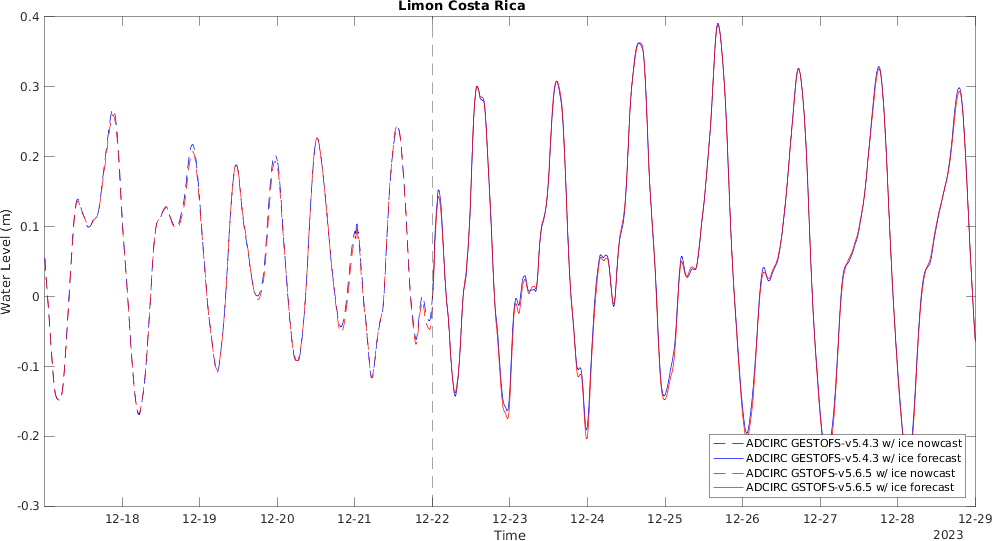 Limon Costa Rica
0.4
0.3
0.2
0.1
0
-0.1
-0.2
-0.3
Water Level (m)
12-18 12-19 12-20 12-21 12-22 12-23 12-24 12-25 12-26 12-27 12-28 12-29
Time
2023
ADCIRC GESTOFS-v5.4.3 w/ ice nowcast
ADCIRC GESTOFS-v5.4.3 w/ ice forecast
ADCIRC GSTOFS-v5.6.5 w/ ice nowcast
ADCIRC GSTOFS-v5.6.5 w/ ice forecast